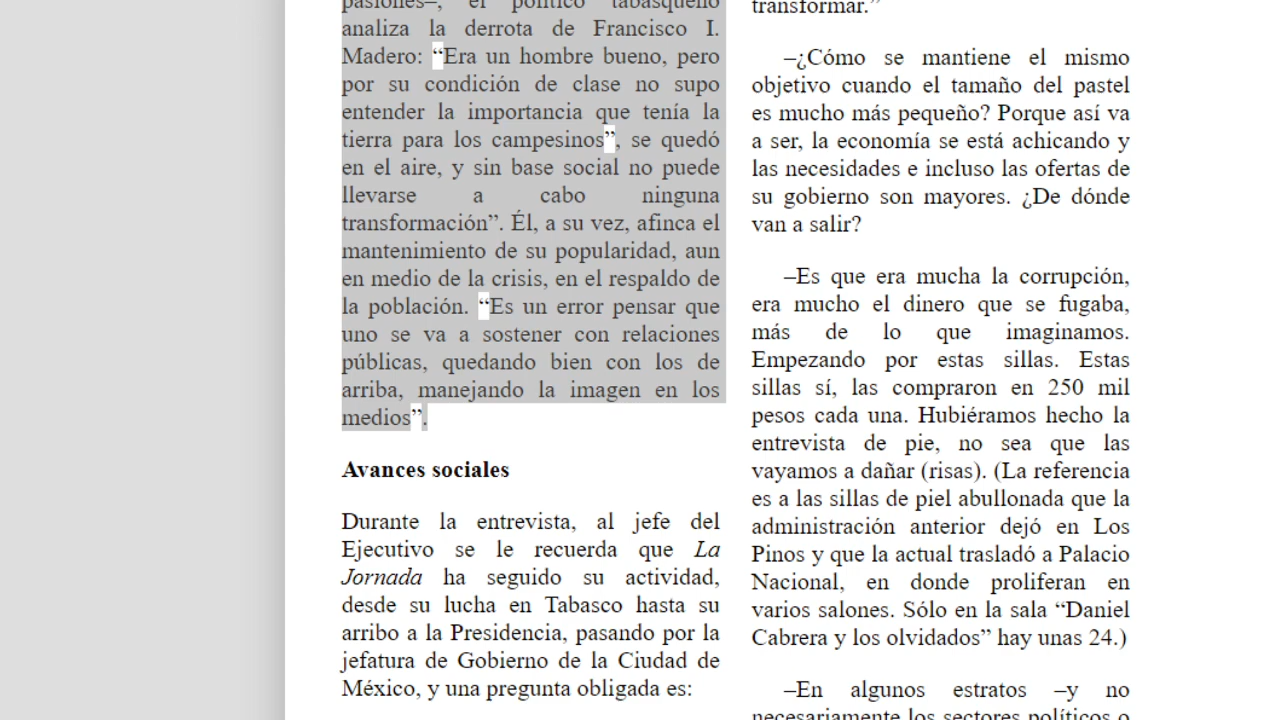 pasiones–, el político tabasqueño
analiza la derrota de Francisco I.
Madero: “Era un hombre bueno, pero
por su condición de clase no supo
entender la importancia que tenía la
tierra para los campesinos”, se quedó
en el aire, y sin base social no puede
llevarse a cabo ninguna
transformación”. Él, a su vez, afinca el
mantenimiento de su popularidad, aun
en medio de la crisis, en el respaldo de
la población. “Es un error pensar que
uno se va a sostener con relaciones
públicas, quedando bien con los de
arriba, manejando la imagen en los
medios”.
Avances sociales
Durante la entrevista, al jefe del
Ejecutivo se le recuerda que La
Jornada ha seguido su actividad,
desde su lucha en Tabasco hasta su
arribo a la Presidencia, pasando por la
jefatura de Gobierno de la Ciudad de
México, y una pregunta obligada es:
transformar.”
–¿Cómo se mantiene el mismo
objetivo cuando el tamaño del pastel
es mucho más pequeño? Porque así va
a ser, la economía se está achicando y
las necesidades e incluso las ofertas de
su gobierno son mayores. ¿De dónde
van a salir?
–Es que era mucha la corrupción,
era mucho el dinero que se fugaba,
más de lo que imaginamos.
Empezando por estas sillas. Estas
sillas sí, las compraron en 250 mil
pesos cada una. Hubiéramos hecho la
entrevista de pie, no sea que las
vayamos a dañar (risas). (La referencia
es a las sillas de piel abullonada que la
administración anterior dejó en Los
Pinos y que la actual trasladó a Palacio
Nacional, en donde proliferan en
varios salones. Sólo en la sala “Daniel
Cabrera y los olvidados” hay unas 24.)
–En algunos estratos –y no
necesariamente los sectores políticos o